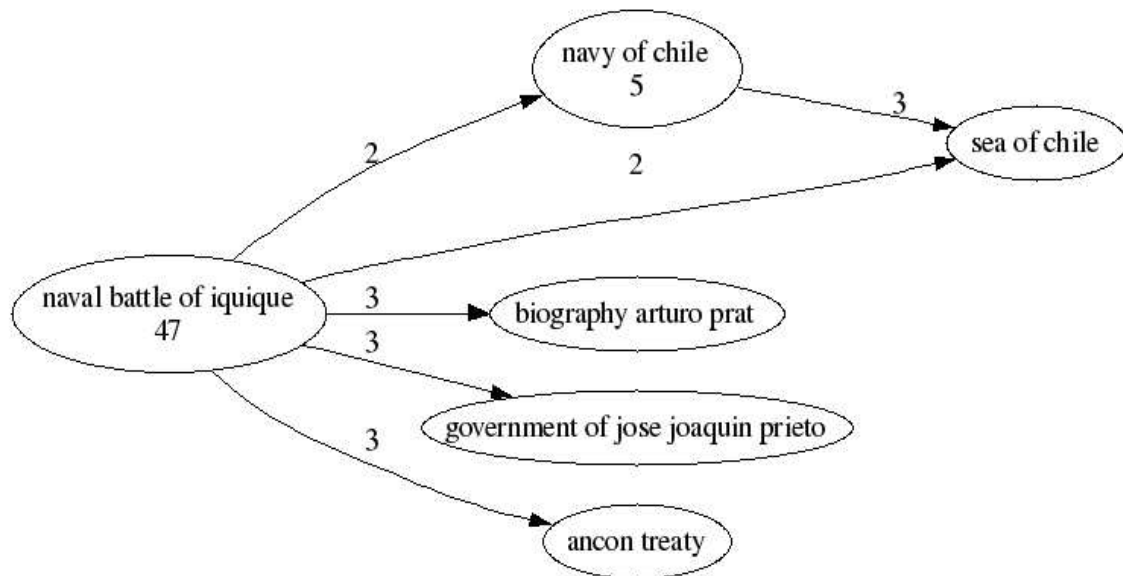 navy of chile
5
3
sea of chile
2
2
naval battle of iquique
47
3
biography arturo prat
3
government of jose joaquin prieto
3
ancon treaty